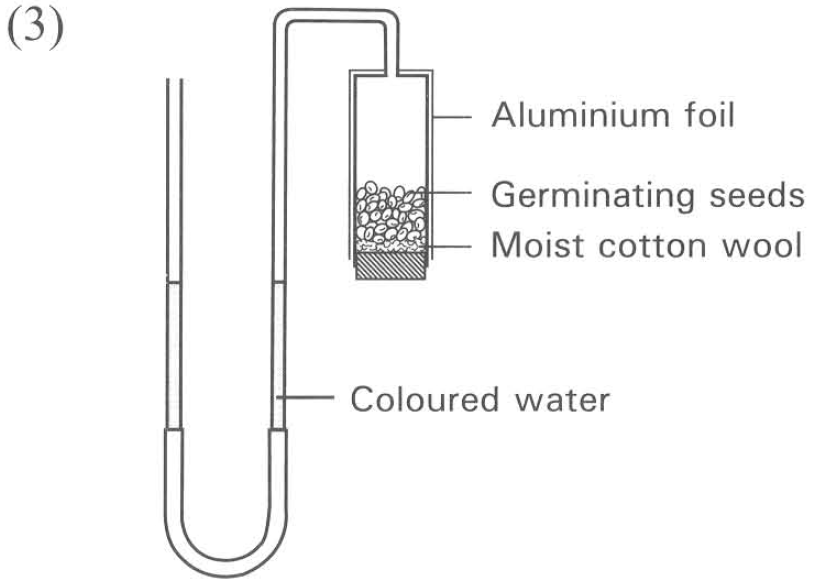 (3)
Aluminium foil
Germinating seeds
Moist cotton wool
Coloured water